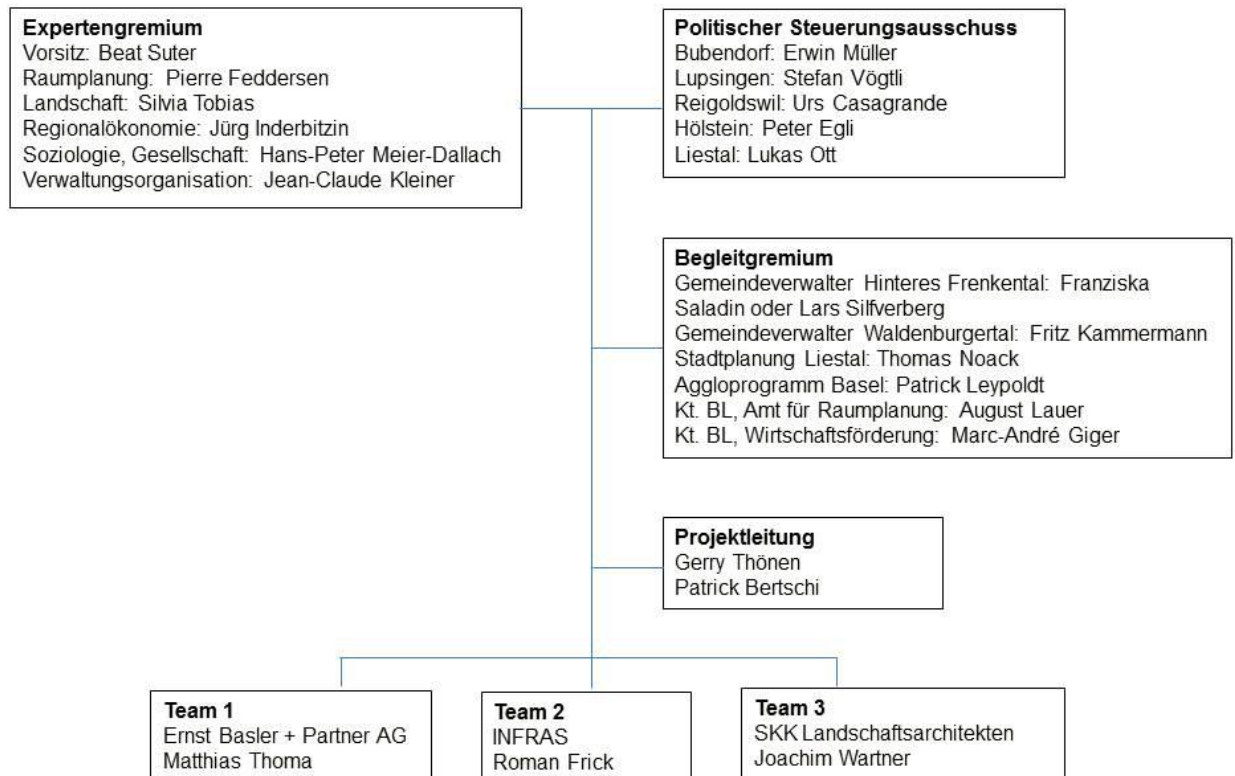 Expertengremium
Vorsitz: Beat Suter
Raumplanung: Pierre Feddersen
Landschaft: Silvia Tobias
Regionalökonomie: Jürg Inderbitzin
Soziologie, Gesellschaft: Hans-Peter Meier-Dallach
Verwaltungsorganisation: Jean-Claude Kleiner
Politischer Steuerungsausschuss
Bubendorf: Erwin Müller
Lupsingen: Stefan Vögtli
Reigoldswil: Urs Casagrande
Hölstein: Peter Egli
Liestal: Lukas Ott
Begleitgremium
Gemeindeverwalter Hinteres Frenkental: Franziska
Saladin oder Lars Silfverberg
Gemeindeverwalter Waldenburgertal: Fritz Kammermann
Stadtplanung Liestal: Thomas Noack
Aggloprogramm Basel: Patrick Leypoldt
Kt. BL, Amt für Raumplanung: August Lauer
Kt. BL, Wirtschaftsförderung: Marc-André Giger
Projektleitung
Gerry Thönen
Patrick Bertschi
Team 1
Ernst Basler + Partner AG
Matthias Thoma
Team 2
INFRAS
Roman Frick
Team 3
SKK Landschaftsarchitekten
Joachim Wartner